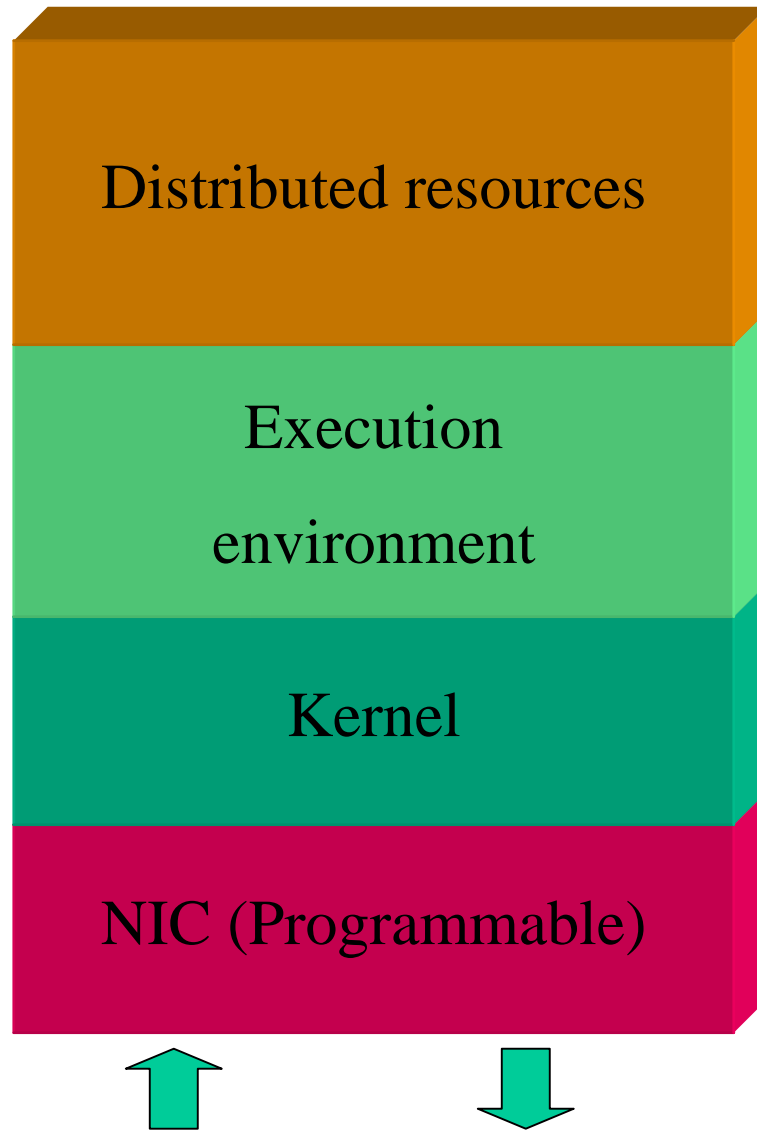 Distributed resources
Execution
environment
Kernel
NIC (Programmable)